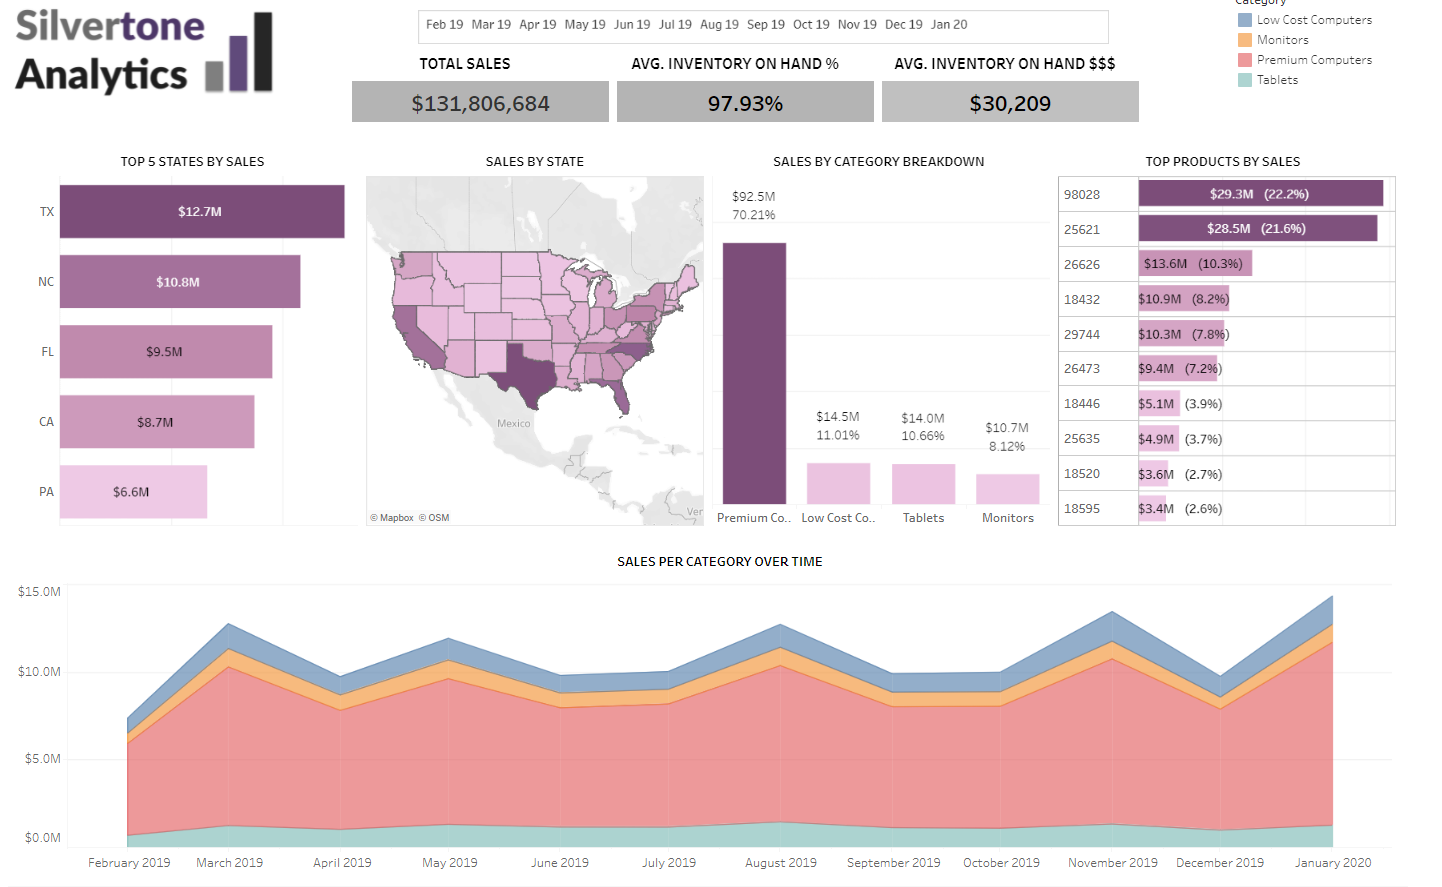 Silvertone
Analytics
Feb 19 Mar 19 Apr 19 May 19 Jun 19 Jul 19 Aug 19 Sep 19 Oct 19 Nov 19 Dec 19 Jan 20
Category
Low Cost Computers
Monitors
Premium Computers
Tablets
TOTAL SALES
$131,806,684
AVG. INVENTORY ON HAND %
97.93%
AVG. INVENTORY ON HAND $$$
$30,209
TOP 5 STATES BY SALES
TX $12.7M
NC $10.8M
FL $9.5M
CA $8.7M
PA $6.6M
SALES BY STATE
Mexico
Ver
© Mapbox © OSM
SALES BY CATEGORY BREAKDOWN
$92.5M
70.21%
$14.5M
11.01%
$14.0M
10.66%
$10.7M
8.12%
Premium Co.. Low Cost Co.. Tablets Monitors
TOP PRODUCTS BY SALES
98028 $29.3M (22.2%)
25621 $28.5M (21.6%)
26626 $13.6M (10.3%)
18432 $10.9M (8.2%)
29744 $10.3M (7.8%)
26473 $9.4M (7.2%)
18446 $5.1M (3.9%)
25635 $4.9M (3.7%)
18520 $3.6M (2.7%)
18595 $3.4M (2.6%)
SALES PER CATEGORY OVER TIME
$15.0M
$10.0M
$5.0M
$0.0M
February 2019 March 2019 April 2019 May 2019 June 2019 July 2019 August 2019 September 2019 October 2019 November 2019 December 2019 January 2020